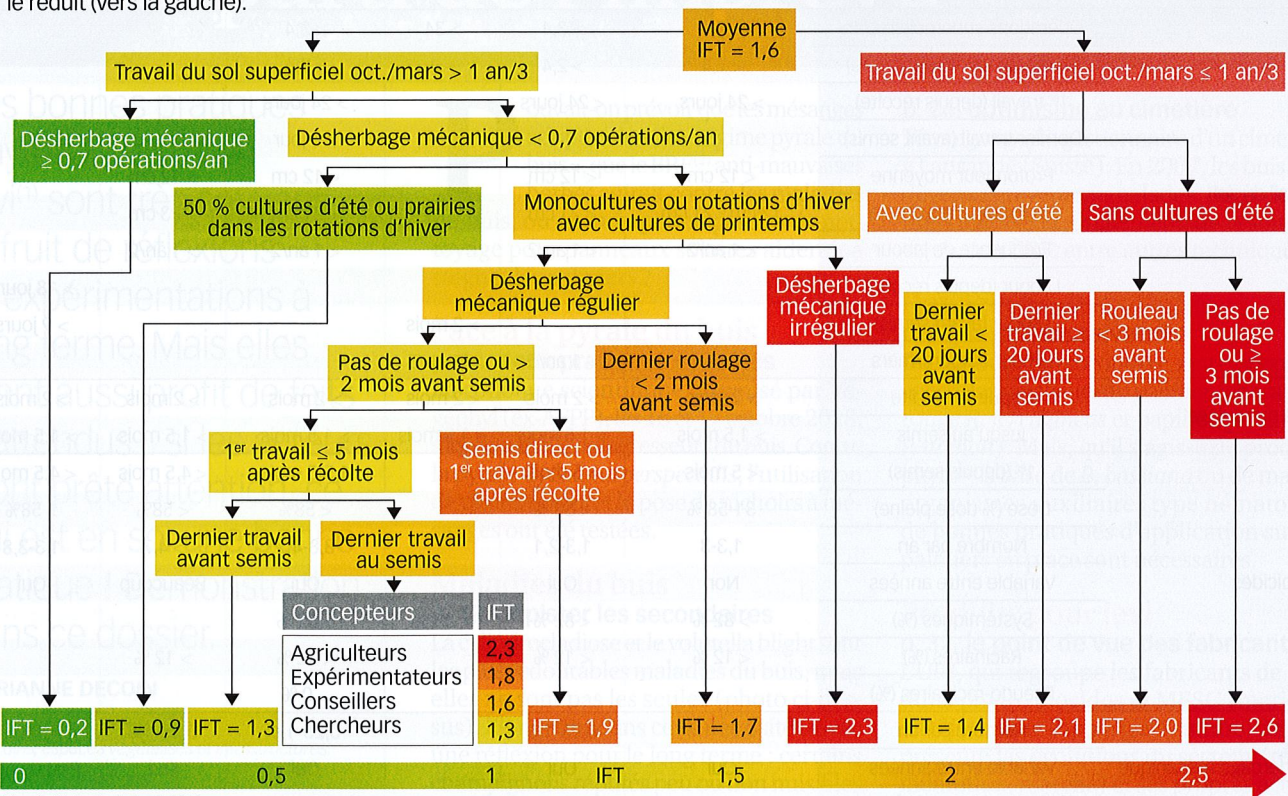 le réduit (vers la gauche).
Moyenne
IFT = 1,6
Travail du sol superficiel oct./mars > 1 an/3
Travail du sol superficiel oct./mars ≤ 1 an/3
Désherbage mécanique
≥ 0,7 opérations/an
Désherbage mécanique < 0,7 opérations/an
50 % cultures d'été ou prairies
dans les rotations d'hiver
Monocultures ou rotations d'hiver
avec cultures de printemps
Avec cultures d'été
Sans cultures d'été
Désherbage
mécanique régulier
Désherbage
mécanique
irrégulier
Dernier
travail <
20 jours
avant
semis
Dernier
travail ≥
20 jours
avant
semis
Rouleau
< 3 mois
avant
semis
Pas de
roulage
ou ≥
3 mois
avant
semis
Pas de roulage ou >
2 mois avant semis
Dernier roulage
< 2 mois
avant semis
1er travail ≤ 5 mois
après récolte
Semis direct ou
1er travail > 5 mois
après récolte
Dernier travail
avant semis
Dernier travail
au semis
Concepteurs IFT
Agriculteurs 2,3
Expérimentateurs 1,8
Conseillers 1,6
Chercheurs 1,3
IFT = 0,2 IFT = 0,9 IFT = 1,3 IFT = 1,9 IFT = 1,7 IFT = 2,3 IFT = 1,4 IFT = 2,1 IFT = 2,0 IFT = 2,6
0 0,5 1 IFT 1,5 2 2,5